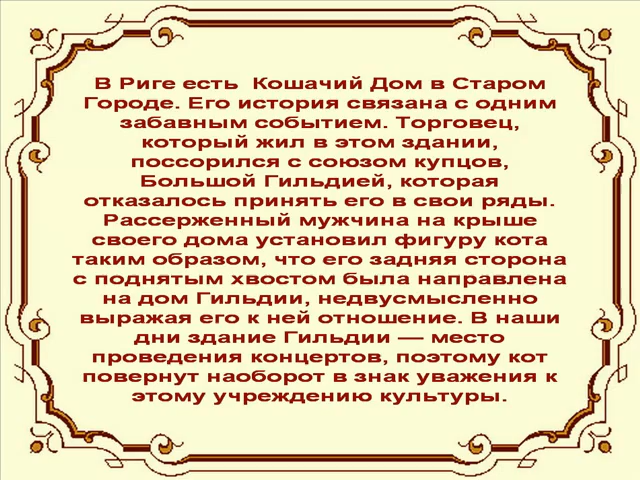 В Риге есть  Кошачий Дом в Старом
Городе. Его история связана с одним
забавным событием. Торговец,
который жил в этом здании,
поссорился с союзом купцов,
Большой Гильдией, которая
отказалось принять его в свои ряды.
Рассерженный мужчина на крыше
своего дома установил фигуру кота
таким образом, что его задняя сторона
с поднятым хвостом была направлена
на дом Гильдии, недвусмысленно
выражая его к ней отношение. В наши
дни здание Гильдии — место
проведения концертов, поэтому кот
повернут наоборот в знак уважения к
этому учреждению культуры.